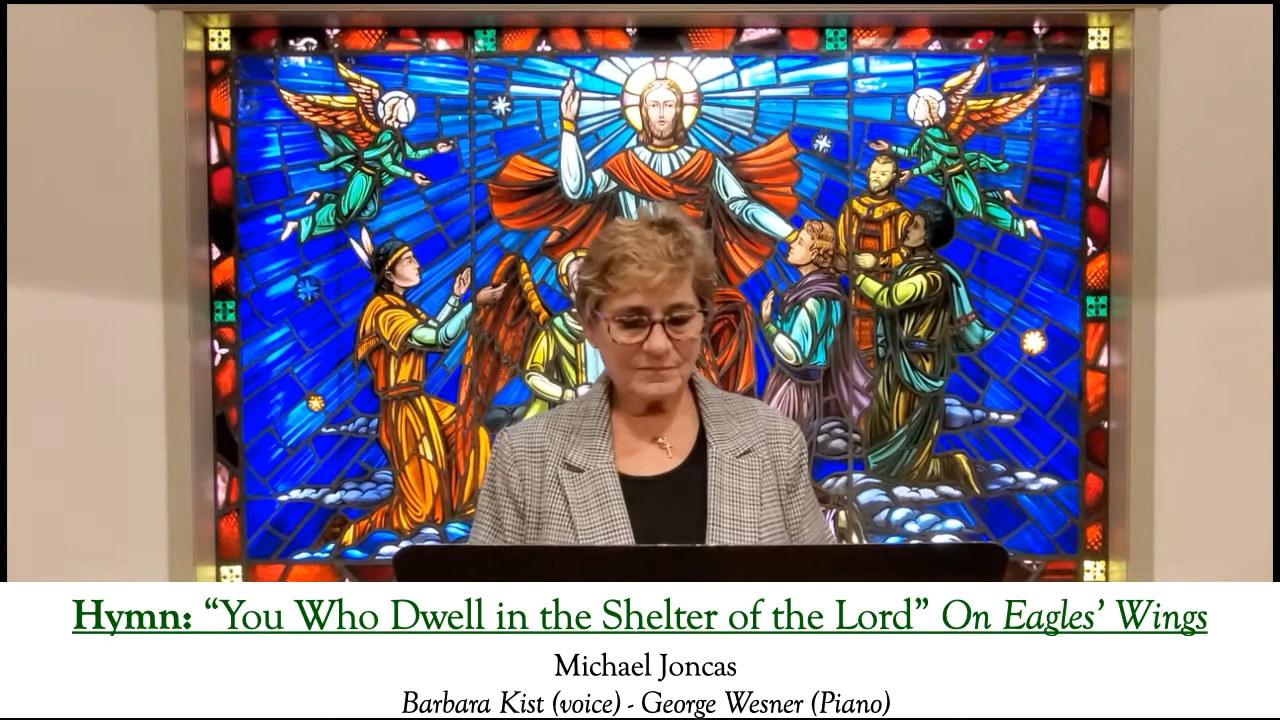 Hymn: “You Who Dwell in the Shelter of the Lord” On Eagles’ Wings
Michael Joncas
Barbara Kist (voice) - George Wesner (Piano)